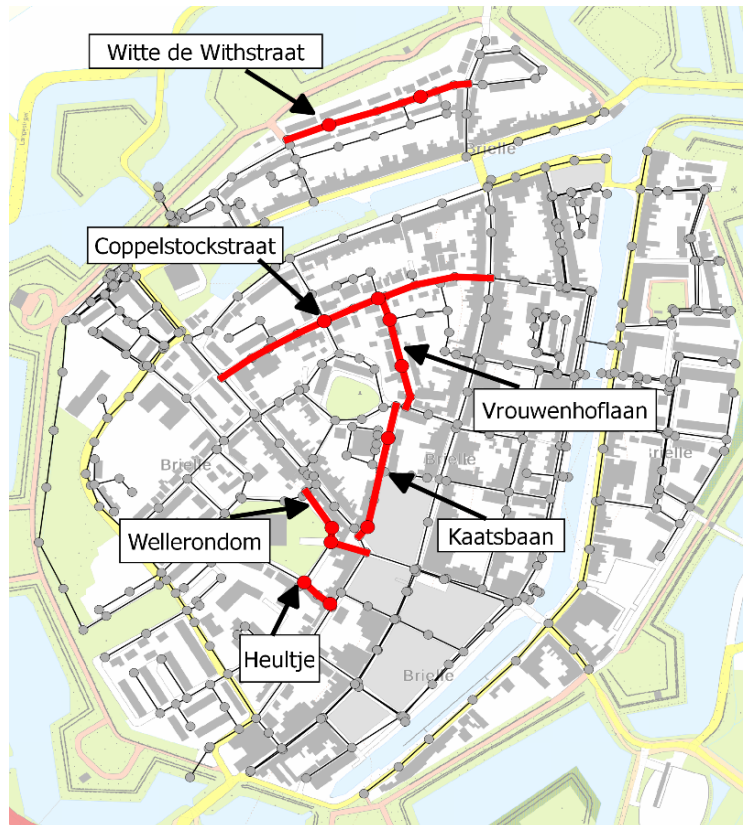 Witte de Withstraat
Brielle
Coppelstockstraat
Vrouwenhoflaan
Brielle
Brielle
Brielle
Wellerondom
Kaatsbaan
Heultje
Brielle